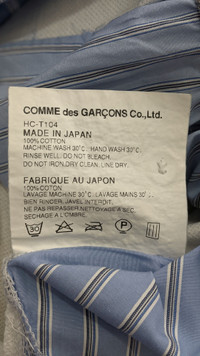 COMME des GARÇONS Co., Ltd.
HC-T104
MADE IN JAPAN
100% COTTON
MACHINE WASH 30°C. HAND WASH 30°C.
RINSE WELL. DO NOT BLEACH.
DO NOT IRON DRY CLEAN. LINE DRY.
FABRIQUE AU JAPON
100% COTON
LAVAGE MACHINE 30°C. LAVAGE MAINS 30°C.
BIEN RINCER, JAVEL INTERDIT.
NE PAS REPASSER NETTOYAGE A SEC.
SECHAGE A L'OMBRE.
30